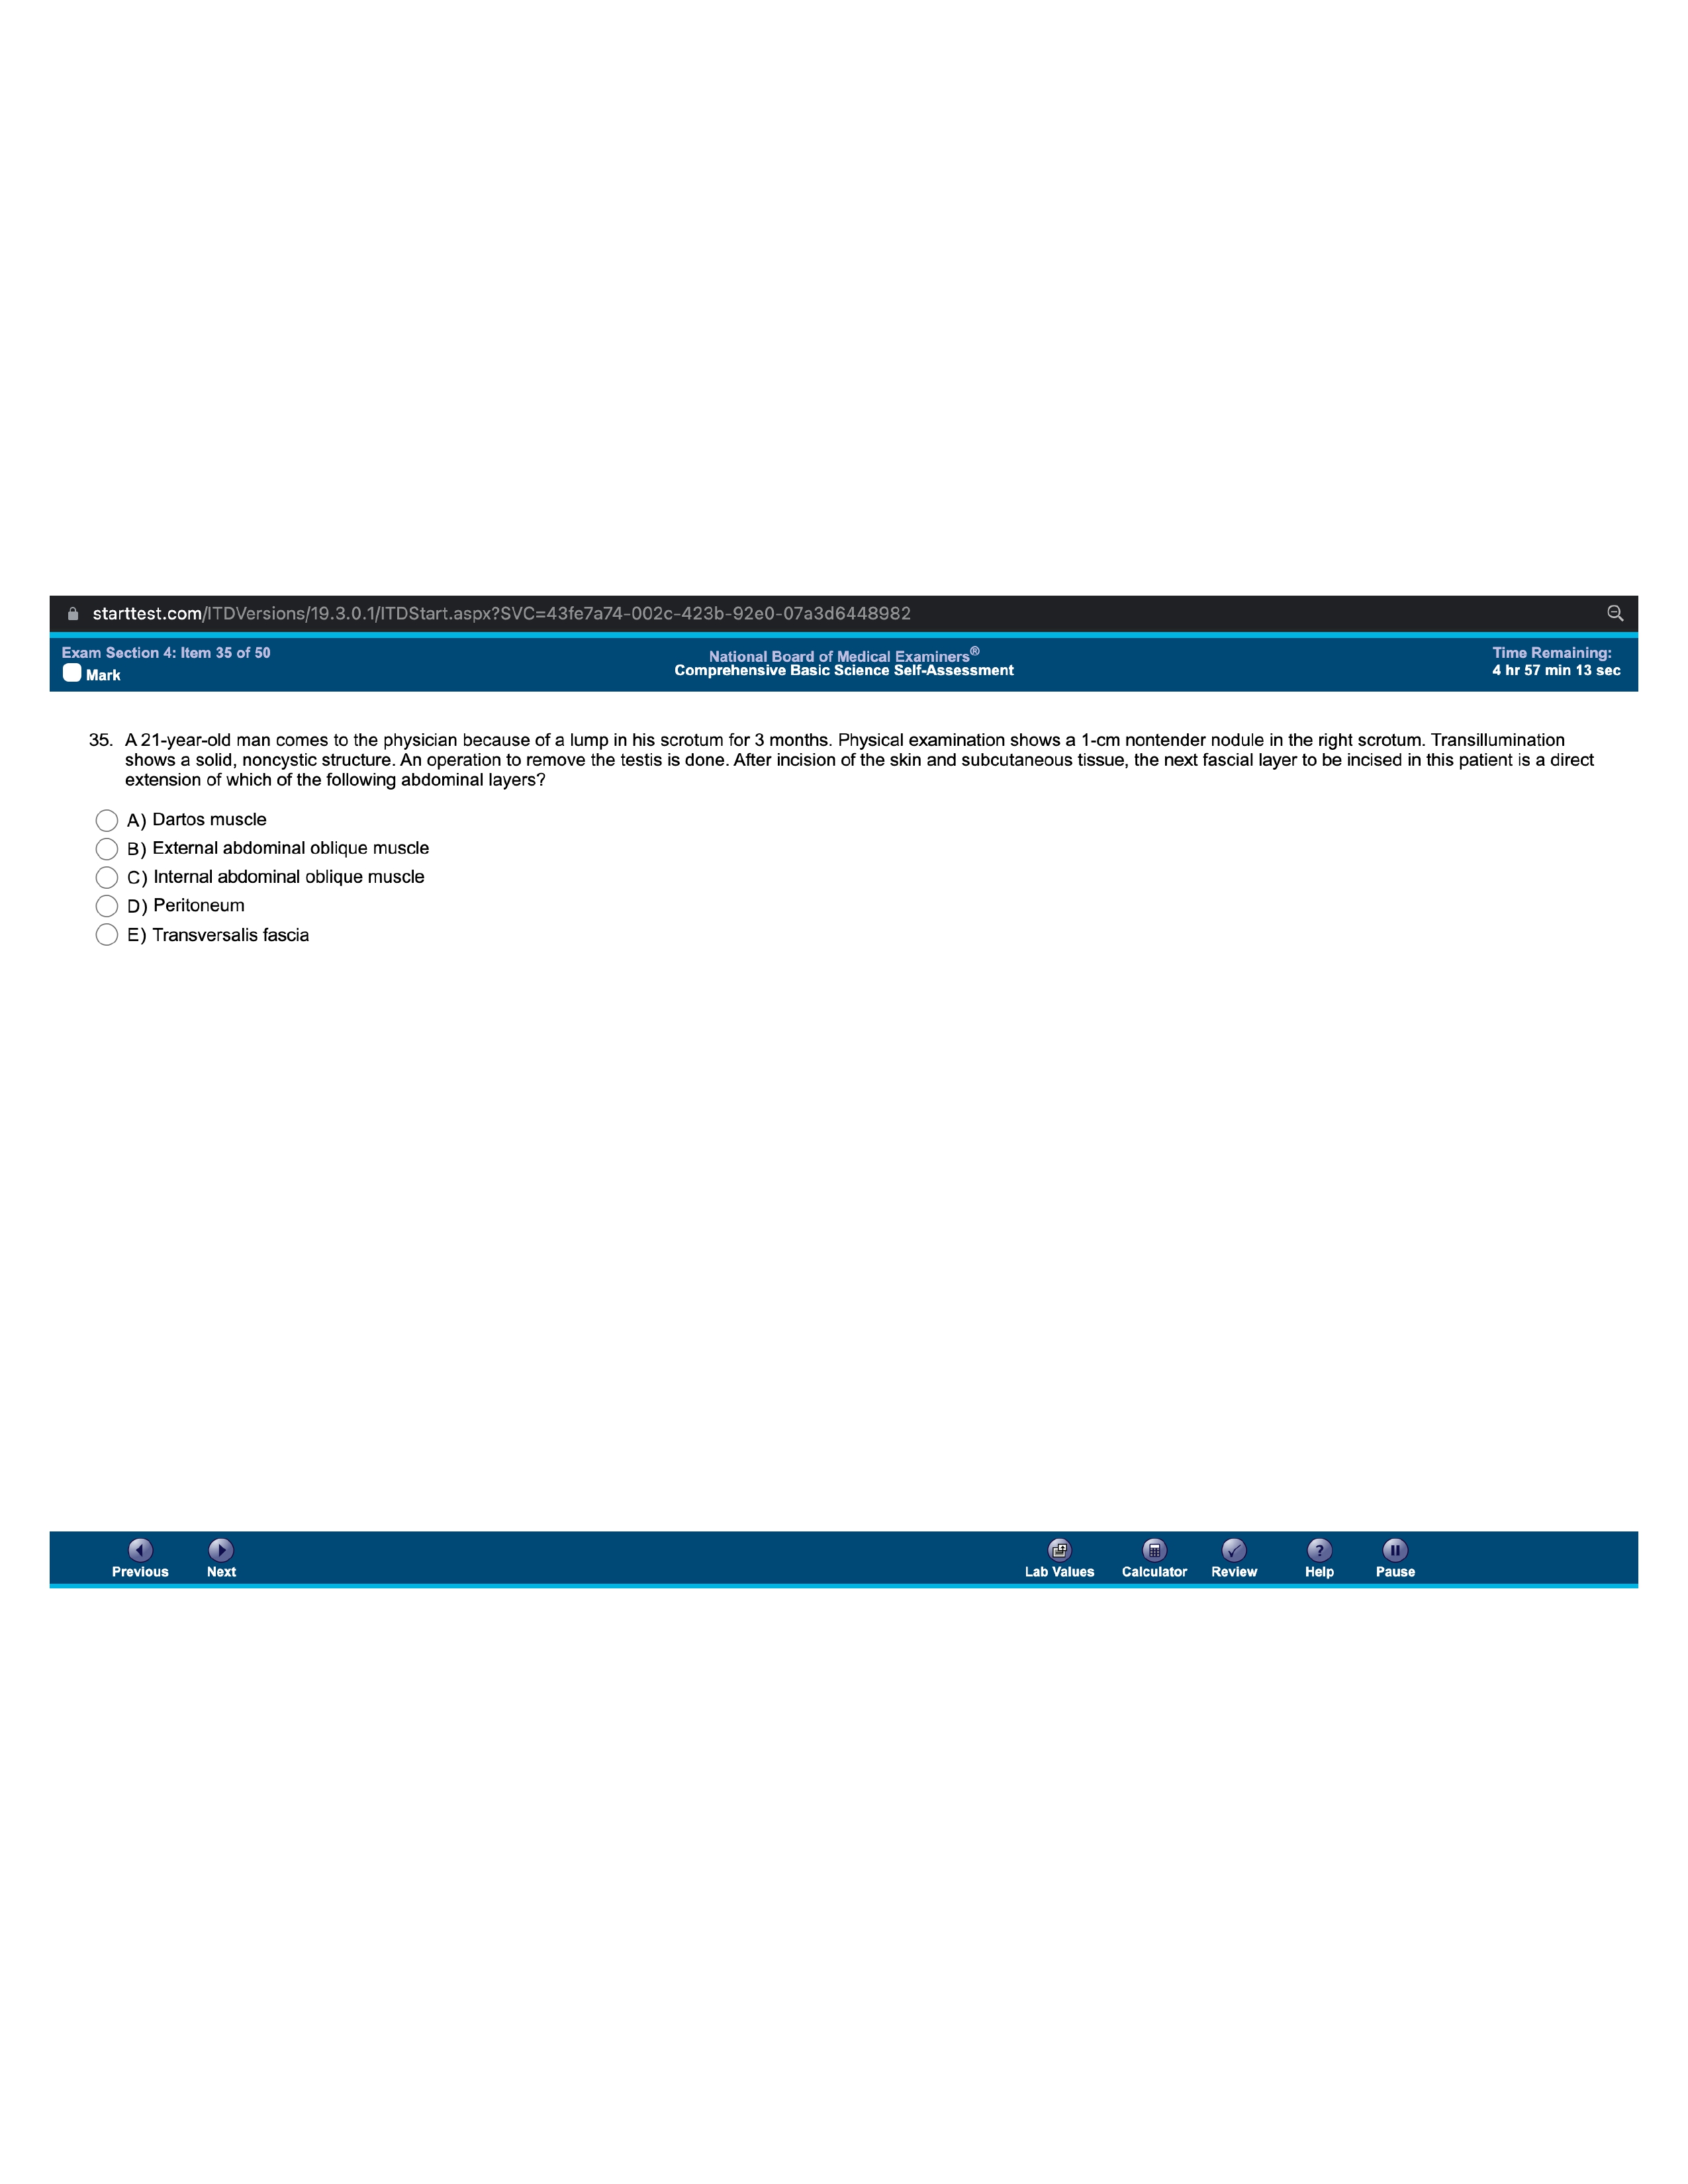 starttest.com/ITDVersions/19.3.0.1/ITDStart.aspx?SVC=43fe7a74-002c-423b-92e0-07a3d6448982
Exam Section 4: Item 35 of 50
Mark
National Board of Medical Examiners®
Comprehensive Basic Science Self-Assessment
Time Remaining:
4 hr 57 min 13 sec
35. A 21-year-old man comes to the physician because of a lump in his scrotum for 3 months. Physical examination shows a 1-cm nontender nodule in the right scrotum. Transillumination
shows a solid, noncystic structure. An operation to remove the testis is done. After incision of the skin and subcutaneous tissue, the next fascial layer to be incised in this patient is a direct
extension of which of the following abdominal layers?
A) Dartos muscle
B) External abdominal oblique muscle
C) Internal abdominal oblique muscle
D) Peritoneum
E) Transversalis fascia
Previous
Next
Lab Values
Calculator
Review
Help
Pause